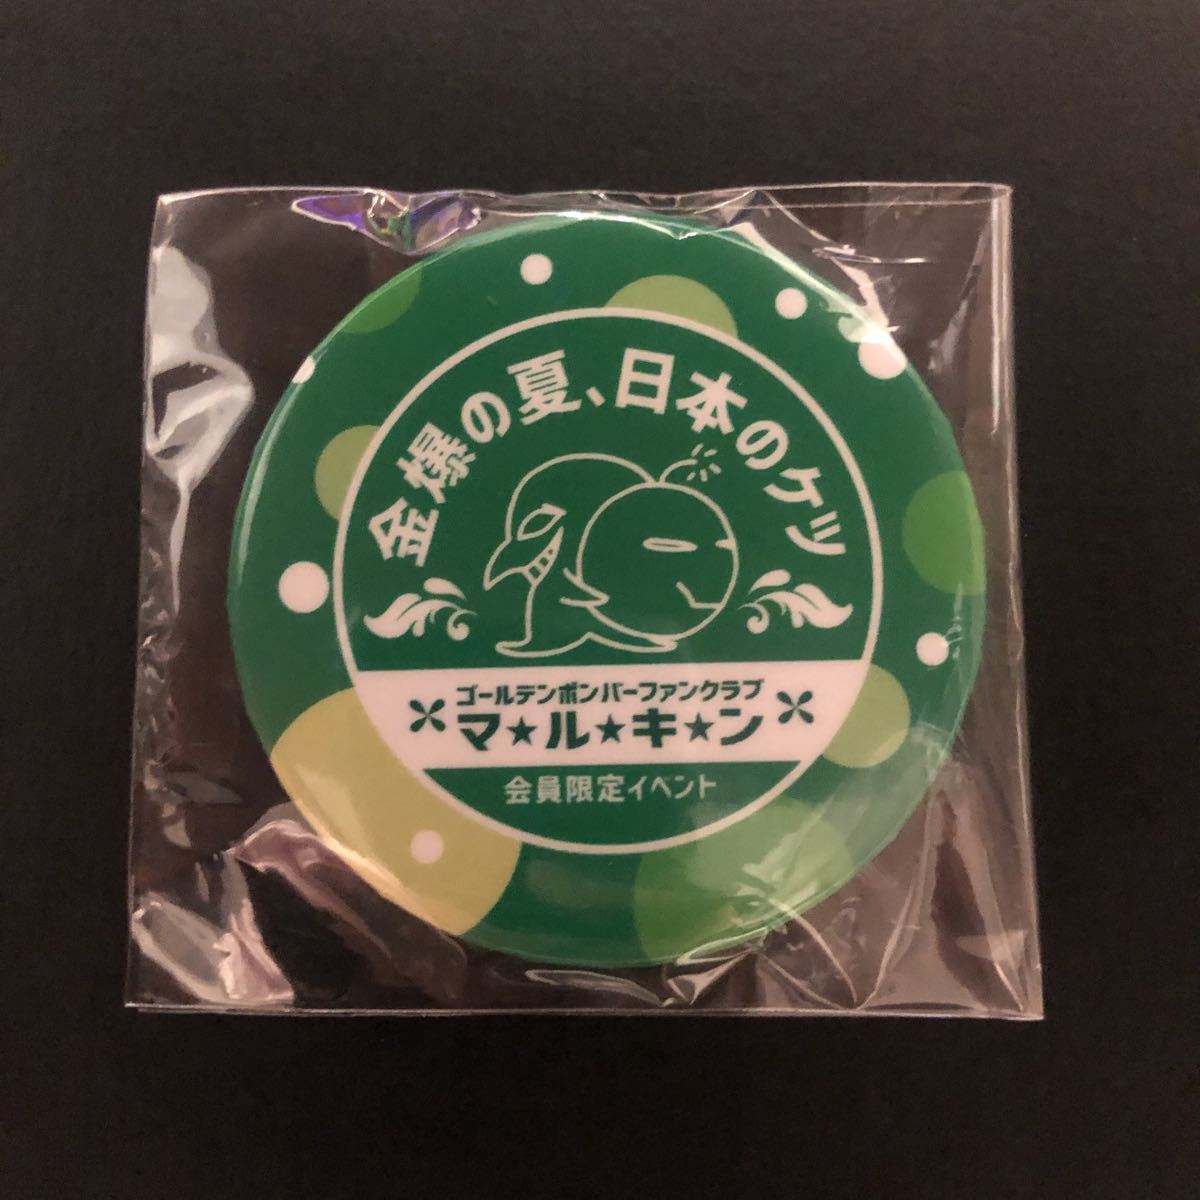 金爆の夏、日本のケツ
ゴールデンボンバーファンクラブ
マ★ル★キ★ン
会員限定イベント